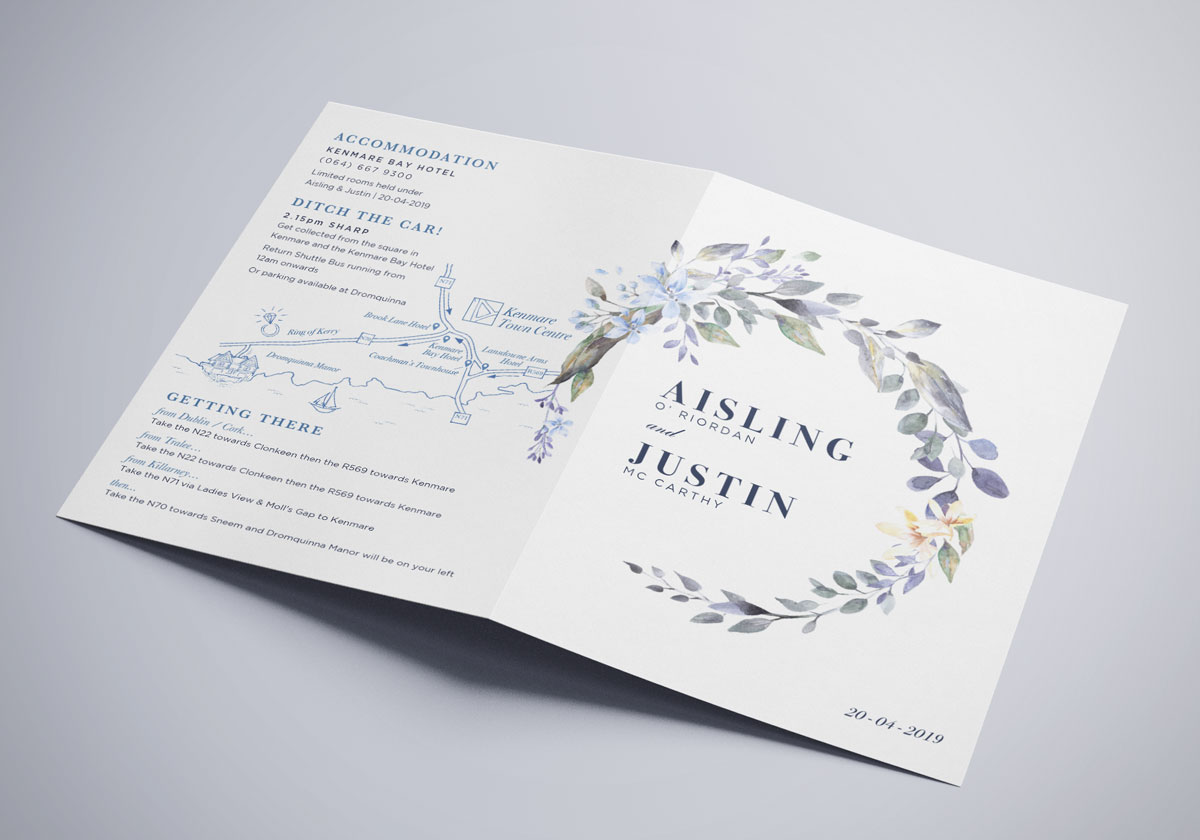 ACCOMMODATION
KENMARE BAY HOTEL
(064) 667 9300
Limited rooms held under
Aisling & Justin | 20-04-2019
DITCH THE CAR!
2.15pm SHARP
Get collected from the square in
Kenmare and the Kenmare Bay Hotel
Return Shuttle Bus running from
12am onwards
Or parking available at Dromquinna
N71
Kenmare
Town Centre
Brook Lane Hotel
Ring of Kerry
N70
Kenmare
Bay Hotel
Lansdowne Arms
Hotel
Coachman's Townhouse
R569
Dromquinna Manor
N71
GETTING THERE
from Dublin / Cork...
Take the N22 towards Clonkeen then the R569 towards Kenmare
from Tralee...
Take the N22 towards Clonkeen then the R569 towards Kenmare
from Killarney...
Take the N71 via Ladies View & Moll's Gap to Kenmare
then...
Take the N70 towards Sneem and Dromquinna Manor will be on your left
AISLING
O' RIORDAN
and
JUSTIN
MC CARTHY
20-04-2019